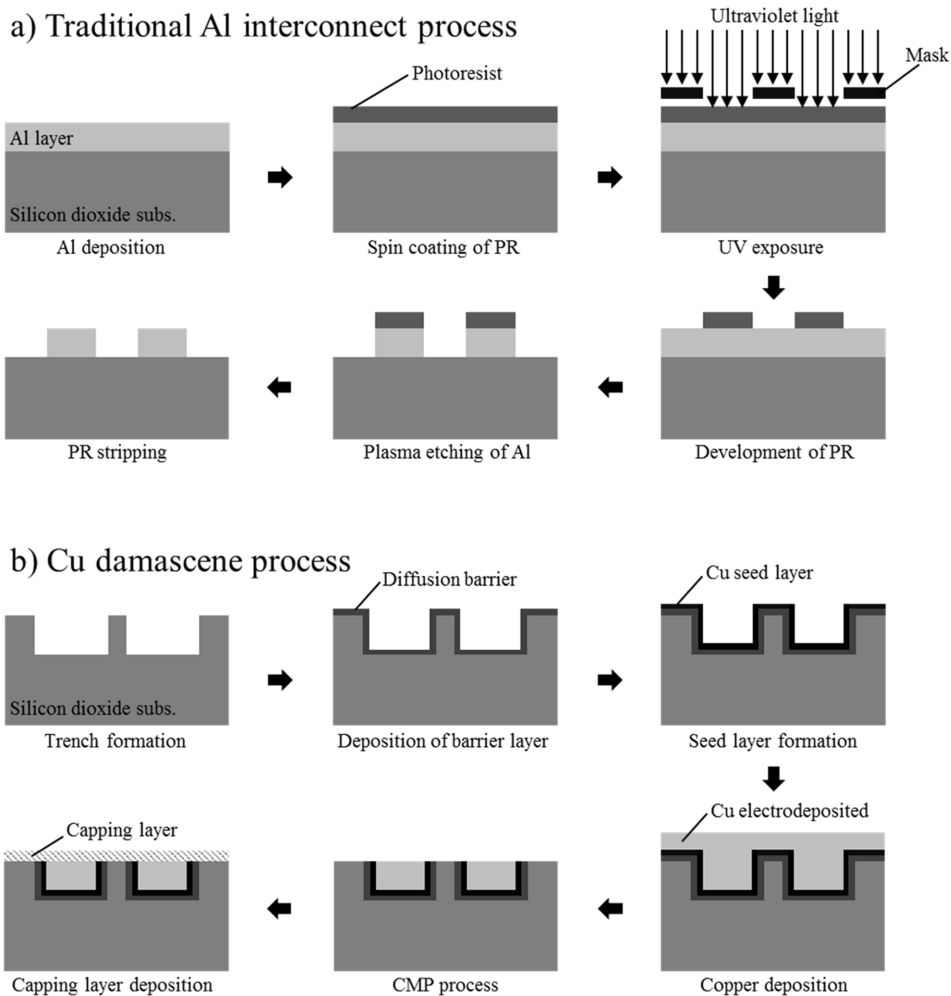 a) Traditional Al interconnect process
Ultraviolet light
Photoresist
Mask
Al layer
Silicon dioxide subs.
Al deposition
Spin coating of PR
UV exposure
PR stripping
Plasma etching of Al
Development of PR
b) Cu damascene process
Diffusion barrier
Cu seed layer
Silicon dioxide subs.
Trench formation
Deposition of barrier layer
Seed layer formation
Capping layer
Cu electrodeposited
Capping layer deposition
CMP process
Copper deposition